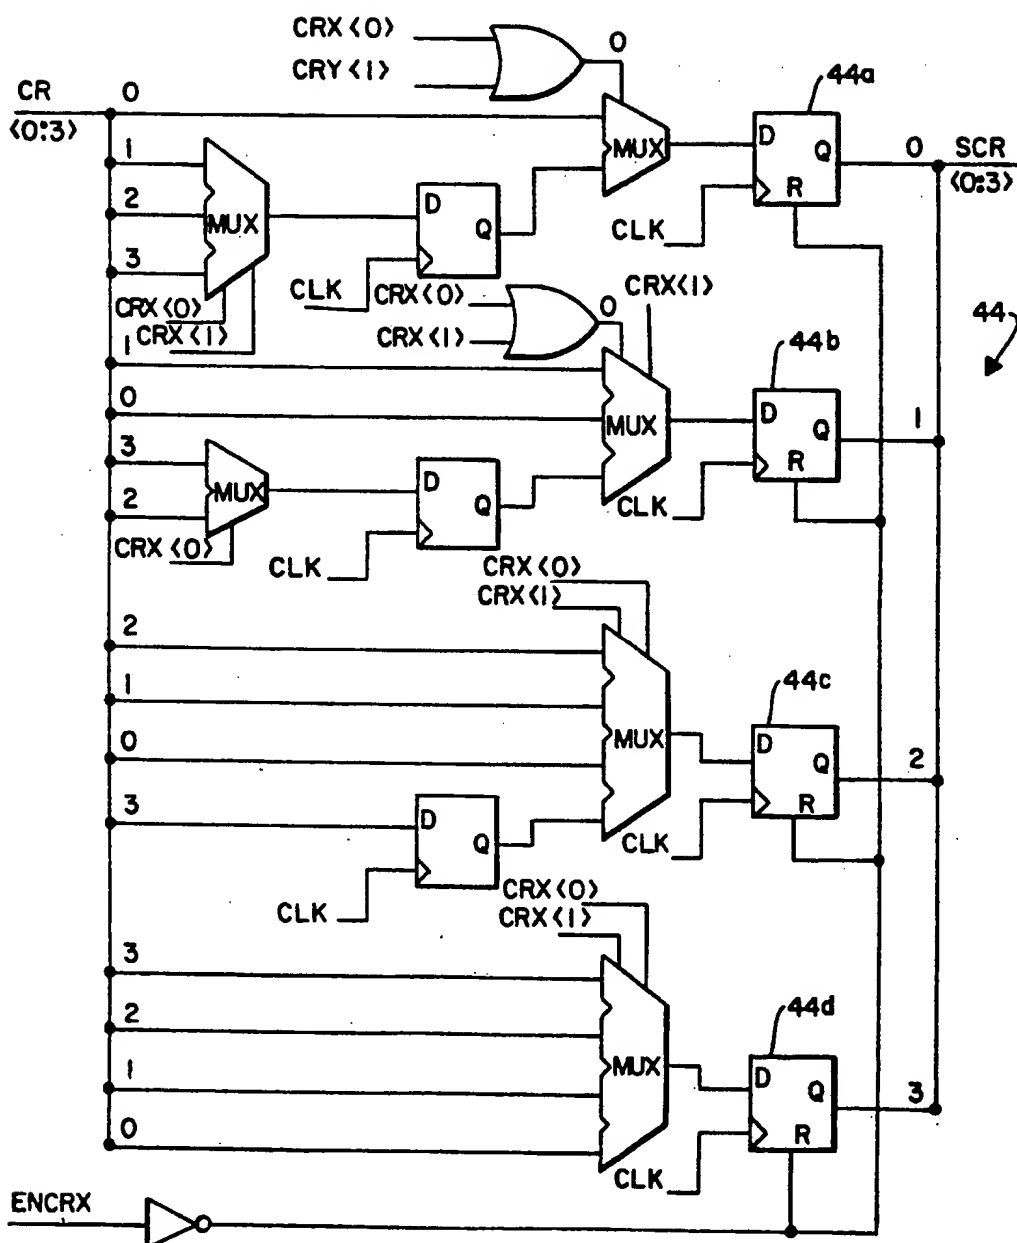 CRX<0>
0
CRY<1>
44a
CR
0
<0:3>
D
Q
0
SCR
1
MUX
R
<0:3>
2
MUX
D
Q
CLK
3
CLK
CRX<0>
0
CRX<1>
44
CRX<0>
CRX<1>
CRX<1>
1
44b
0
MUX
D
Q
1
3
MUX
D
Q
R
2
CLK
CRX<0>
CLK
CRX<0>
CRX<1>
2
44c
1
MUX
D
Q
2
0
R
3
D
Q
CLK
CLK
CRX<0>
CRX<1>
3
44d
2
MUX
D
Q
3
1
R
0
CLK
ENCRX